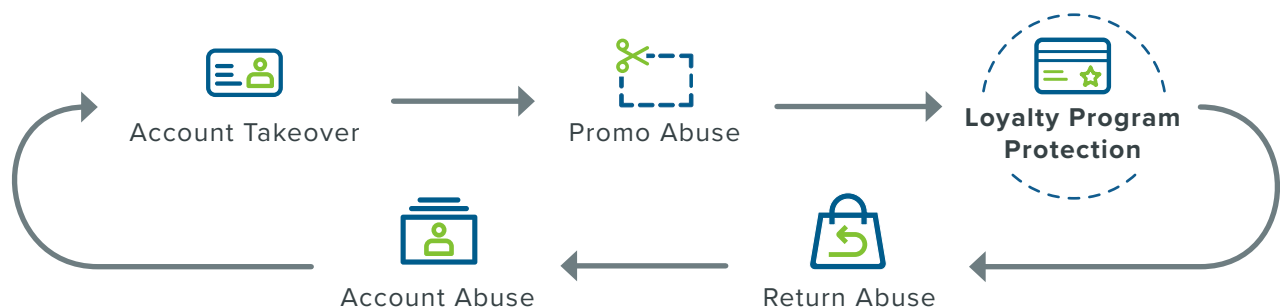 Account Takeover
Promo Abuse
Loyalty Program
Protection
Return Abuse
Account Abuse